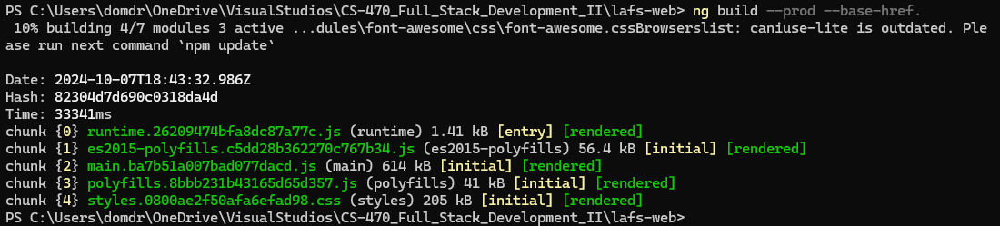 PS C:\Users\domdr\OneDrive\VisualStudios\CS-470_Full_Stack_Development_II\lafs-web> ng build --prod --base-href.
 10% building 4/7 modules 3 active ...dules\font-awesome\css\font-awesome.cssBrowserslist: caniuse-lite is outdated. Ple
ase run next command `npm update`

Date: 2024-10-07T18:43:32.986Z
Hash: 82304d7d690c0318da4d
Time: 33341ms
chunk {0} runtime.26209474bfa8dc87a77c.js (runtime) 1.41 kB [entry] [rendered]
chunk {1} es2015-polyfills.c5dd28b362270c767b34.js (es2015-polyfills) 56.4 kB [initial] [rendered]
chunk {2} main.ba7b51a007bad077dacd.js (main) 614 kB [initial] [rendered]
chunk {3} polyfills.8bbb231b43165d65d357.js (polyfills) 41 kB [initial] [rendered]
chunk {4} styles.0800ae2f50afa6efad98.css (styles) 205 kB [initial] [rendered]
PS C:\Users\domdr\OneDrive\VisualStudios\CS-470_Full_Stack_Development_II\lafs-web>